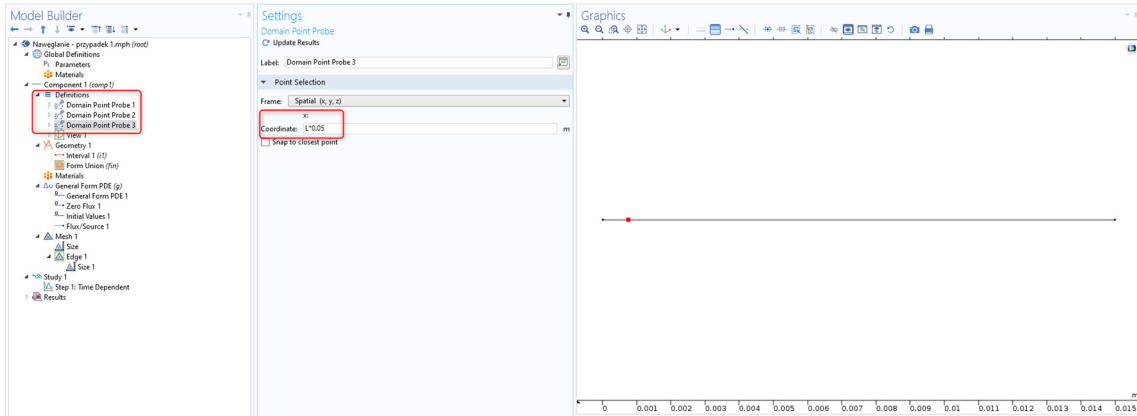 Model Builder
Naweglanie - przypadek 1.mph (root)
Global Definitions
Pi Parameters
Materials
Component 1 (comp1)
Definitions
Domain Point Probe 1
Domain Point Probe 2
Domain Point Probe 3
View 1
Geometry 1
Interval 1 (i1)
Form Union (fin)
Materials
Δu General Form PDE (g)
General Form PDE 1
Zero Flux 1
Initial Values 1
Flux/Source 1
Mesh 1
Size
Edge 1
Size 1
Study 1
Step 1: Time Dependent
Results
Settings
Domain Point Probe
Update Results
Label: Domain Point Probe 3
Point Selection
Frame: Spatial (x, y, z)
x:
Coordinate: L*0.05 m
Snap to closest point
Graphics
m
0 0.001 0.002 0.003 0.004 0.005 0.006 0.007 0.008 0.009 0.01 0.011 0.012 0.013 0.014 0.015